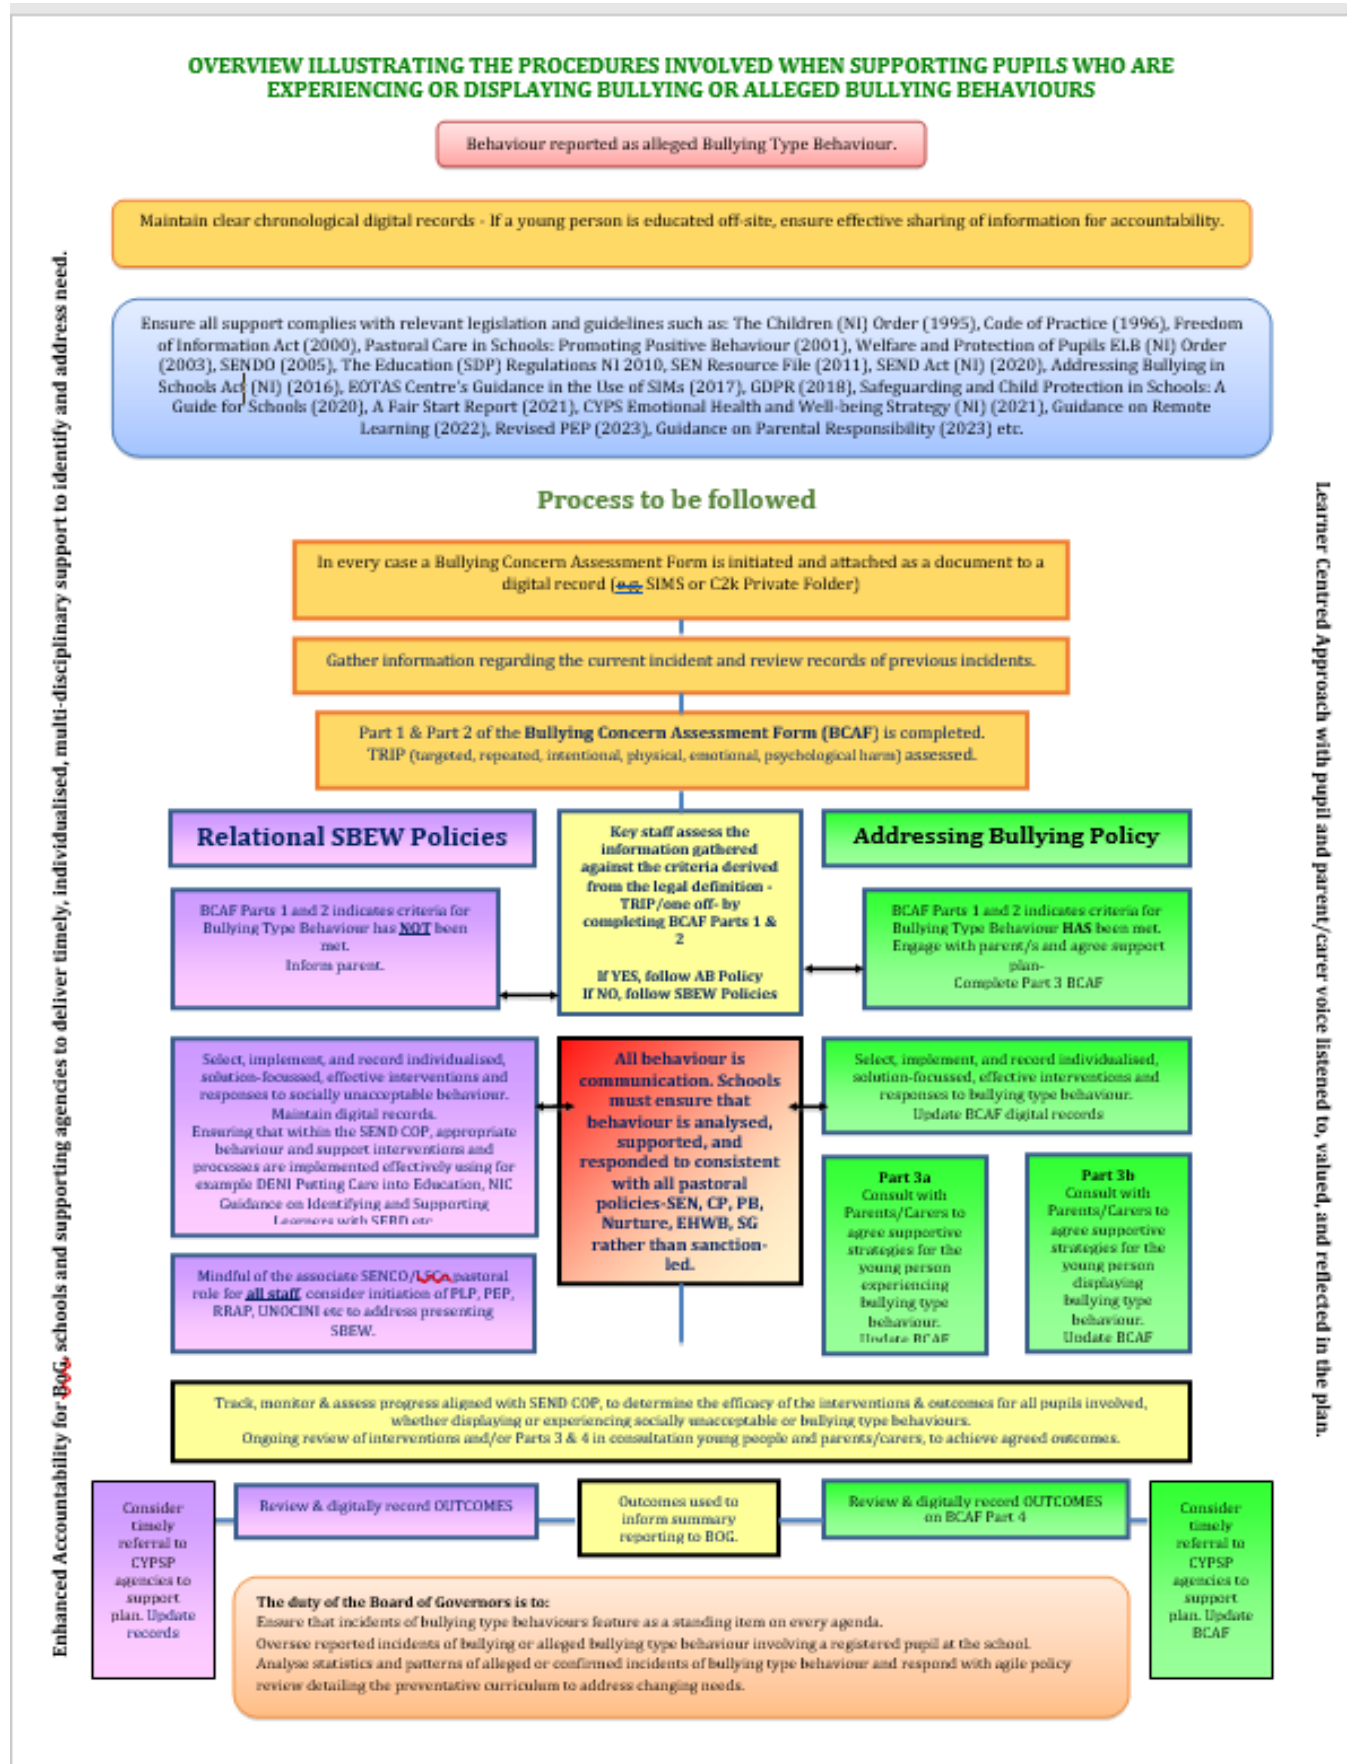 OVERVIEW ILLUSTRATING THE PROCEDURES INVOLVED WHEN SUPPORTING PUPILS WHO ARE
EXPERIENCING OR DISPLAYING BULLYING OR ALLEGED BULLYING BEHAVIOURS
Behaviour reported as alleged Bullying Type Behaviour.
Maintain clear chronological digital records - If a young person is educated off-site, ensure effective sharing of information for accountability.
Ensure all support complies with relevant legislation and guidelines such as: The Children (NI) Order (1995), Code of Practice (1996), Freedom
of Information Act (2000), Pastoral Care in Schools: Promoting Positive Behaviour (2001), Welfare and Protection of Pupils ELB (NI) Order
(2003), SENDO (2005), The Education (SDP) Regulations NI 2010, SEN Resource File (2011), SEND Act (NI) (2020), Addressing Bullying in
Schools Act (NI) (2016), EOTAS Centre's Guidance in the Use of SIMs (2017), GDPR (2018), Safeguarding and Child Protection in Schools: A
Guide for Schools (2020), A Fair Start Report (2021), CYPS Emotional Health and Well-being Strategy (NI) (2021), Guidance on Remote
Learning (2022), Revised PEP (2023), Guidance on Parental Responsibility (2023) etc.
Process to be followed
In every case a Bullying Concern Assessment Form is initiated and attached as a document to a
digital record (e.g. SIMS or C2k Private Folder)
Gather information regarding the current incident and review records of previous incidents.
Part 1 & Part 2 of the Bullying Concern Assessment Form (BCAF) is completed.
TRIP (targeted, repeated, intentional, physical, emotional, psychological harm) assessed.
Relational SBEW Policies
BCAF Parts 1 and 2 indicates criteria for
Bullying Type Behaviour has NOT been
met.
Inform parent.
Key staff assess the
information gathered
against the criteria derived
from the legal definition -
TRIP/one off- by
completing BCAF Parts 1 &
2
If YES, follow AB Policy
If NO, follow SBEW Policies
Addressing Bullying Policy
BCAF Parts 1 and 2 indicates criteria for
Bullying Type Behaviour HAS been met.
Engage with parent/s and agree support
plan-
Complete Part 3 BCAF
Select, implement, and record individualised,
solution-focussed, effective interventions and
responses to socially unacceptable behaviour.
Maintain digital records.
Ensuring that within the SEND COP, appropriate
behaviour and support interventions and
processes are implemented effectively using for
example DENI Putting Care into Education, NIC
Guidance on Identifying and Supporting
Learners with SEBD etc
Mindful of the associate SENCO/LSCo pastoral
role for all staff, consider initiation of PLP, PEP,
RRAP, UNOCINI etc to address presenting
SBEW.
All behaviour is
communication. Schools
must ensure that
behaviour is analysed,
supported, and
responded to consistent
with all pastoral
policies-SEN, CP, PB,
Nurture, EHWB, SG
rather than sanction-
led.
Select, implement, and record individualised,
solution-focussed, effective interventions and
responses to bullying type behaviour.
Update BCAF digital records
Part 3a
Consult with
Parents/Carers to
agree supportive
strategies for the
young person
experiencing
bullying type
behaviour.
Update BCAF
Part 3b
Consult with
Parents/Carers to
agree supportive
strategies for the
young person
displaying
bullying type
behaviour.
Update BCAF
Track, monitor & assess progress aligned with SEND COP, to determine the efficacy of the interventions & outcomes for all pupils involved,
whether displaying or experiencing socially unacceptable or bullying type behaviours.
Ongoing review of interventions and/or Parts 3 & 4 in consultation young people and parents/carers, to achieve agreed outcomes.
Consider
timely
referral to
CYPSP
agencies to
support
plan. Update
records
Review & digitally record OUTCOMES
Outcomes used to
inform summary
reporting to BOG.
Review & digitally record OUTCOMES
on BCAF Part 4
Consider
timely
referral to
CYPSP
agencies to
support
plan. Update
BCAF
The duty of the Board of Governors is to:
Ensure that incidents of bullying type behaviours feature as a standing item on every agenda.
Oversee reported incidents of bullying or alleged bullying type behaviour involving a registered pupil at the school.
Analyse statistics and patterns of alleged or confirmed incidents of bullying type behaviour and respond with agile policy
review detailing the preventative curriculum to address changing needs.
Enhanced Accountability for BoG, schools and supporting agencies to deliver timely, individualised, multi-disciplinary support to identify and address need.
Learner Centred Approach with pupil and parent/carer voice listened to, valued, and reflected in the plan.